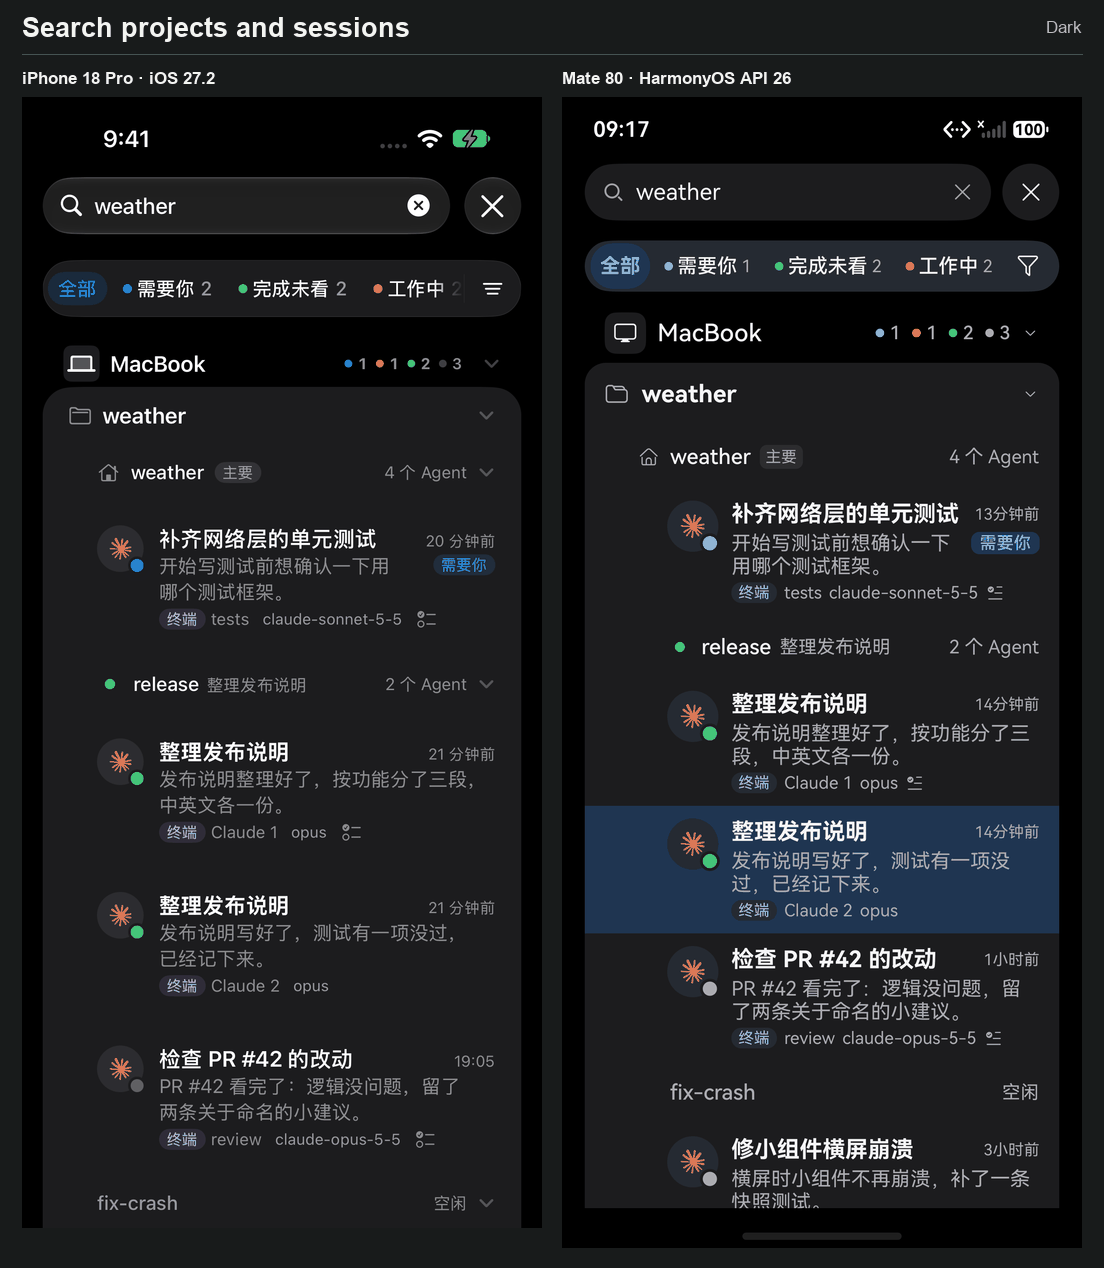 Search projects and sessions
Dark
iPhone 18 Pro · iOS 27.2
9:41
weather
全部 需要你 2 完成未看 2 工作中 2
MacBook 1 1 2 3
weather
weather 主要 4 个 Agent
补齐网络层的单元测试 20 分钟前
开始写测试前想确认一下用 需要你
哪个测试框架。
终端 tests claude-sonnet-5-5
release 整理发布说明 2 个 Agent
整理发布说明 21 分钟前
发布说明整理好了，按功能分了三段，
中英文各一份。
终端 Claude 1 opus
整理发布说明 21 分钟前
发布说明写好了，测试有一项没过，
已经记下来。
终端 Claude 2 opus
检查 PR #42 的改动 19:05
PR #42 看完了：逻辑没问题，留了
两条关于命名的小建议。
终端 review claude-opus-5-5
fix-crash 空闲
Mate 80 · HarmonyOS API 26
09:17 100
weather
全部 需要你 1 完成未看 2 工作中 2
MacBook 1 1 2 3
weather
weather 主要 4 个 Agent
补齐网络层的单元测试 13分钟前
开始写测试前想确认一下 需要你
用哪个测试框架。
终端 tests claude-sonnet-5-5
release 整理发布说明 2 个 Agent
整理发布说明 14分钟前
发布说明整理好了，按功能分了三
段，中英文各一份。
终端 Claude 1 opus
整理发布说明 14分钟前
发布说明写好了，测试有一项没
过，已经记下来。
终端 Claude 2 opus
检查 PR #42 的改动 1小时前
PR #42 看完了：逻辑没问题，留
了两条关于命名的小建议。
终端 review claude-opus-5-5
fix-crash 空闲
修小组件横屏崩溃 3小时前
横屏时小组件不再崩溃，补了一条
快照测试。